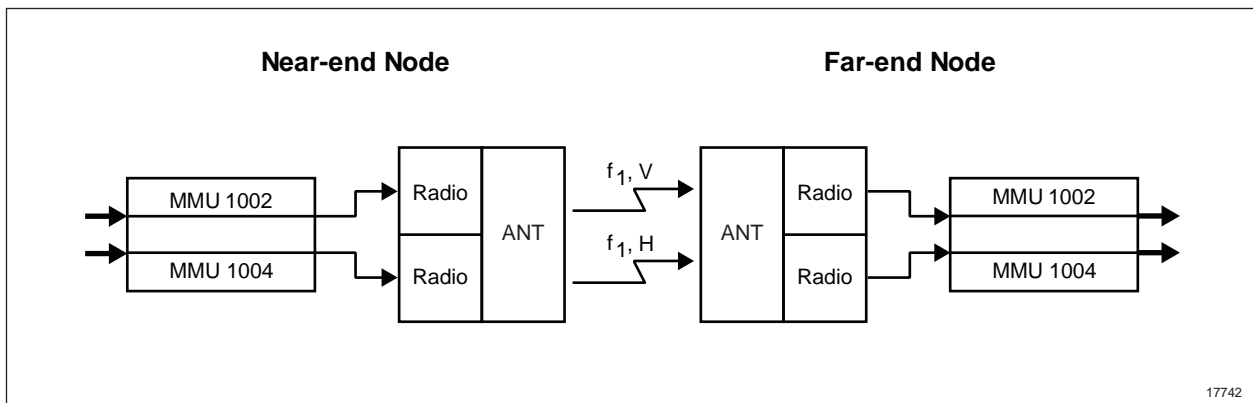 Near-end Node
Far-end Node
MMU 1002
MMU 1004
Radio
Radio
ANT
f1, V
f1, H
ANT
Radio
Radio
MMU 1002
MMU 1004
17742